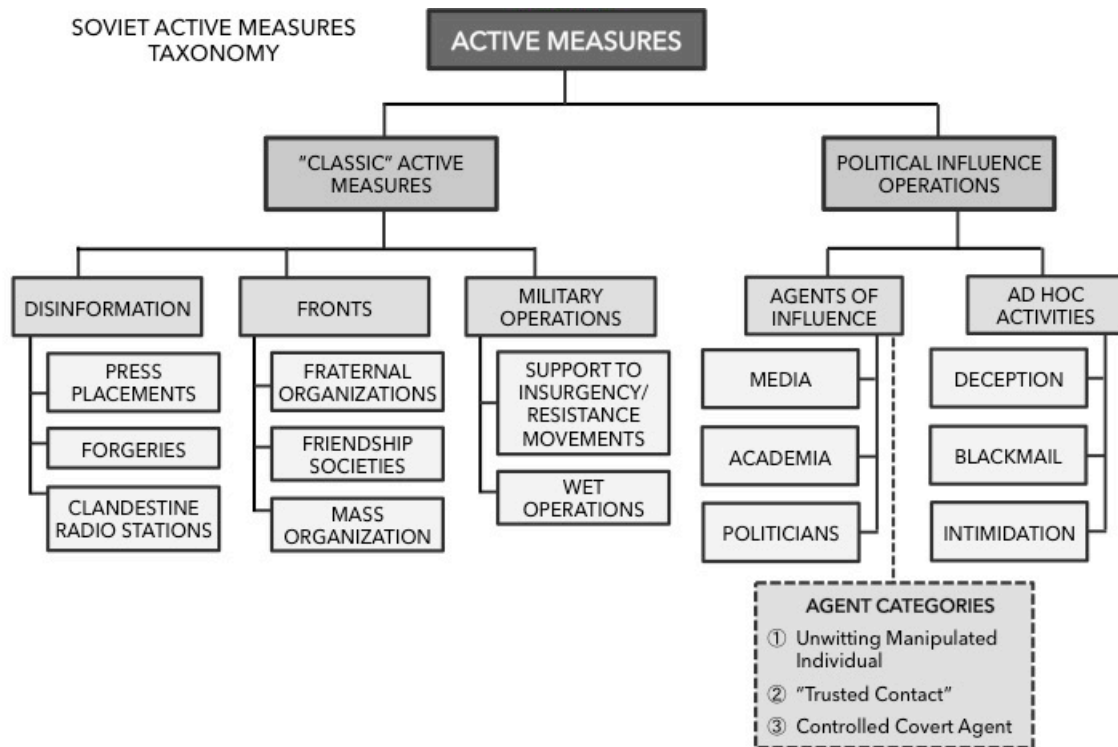 SOVIET ACTIVE MEASURES
TAXONOMY
ACTIVE MEASURES
"CLASSIC" ACTIVE
MEASURES
POLITICAL INFLUENCE
OPERATIONS
DISINFORMATION
FRONTS
MILITARY
OPERATIONS
AGENTS OF
INFLUENCE
AD HOC
ACTIVITIES
PRESS
PLACEMENTS
FORGERIES
CLANDESTINE
RADIO STATIONS
FRATERNAL
ORGANIZATIONS
FRIENDSHIP
SOCIETIES
MASS
ORGANIZATION
SUPPORT TO
INSURGENCY/
RESISTANCE
MOVEMENTS
WET
OPERATIONS
MEDIA
ACADEMIA
POLITICIANS
DECEPTION
BLACKMAIL
INTIMIDATION
AGENT CATEGORIES
① Unwitting Manipulated
Individual
② "Trusted Contact"
③ Controlled Covert Agent